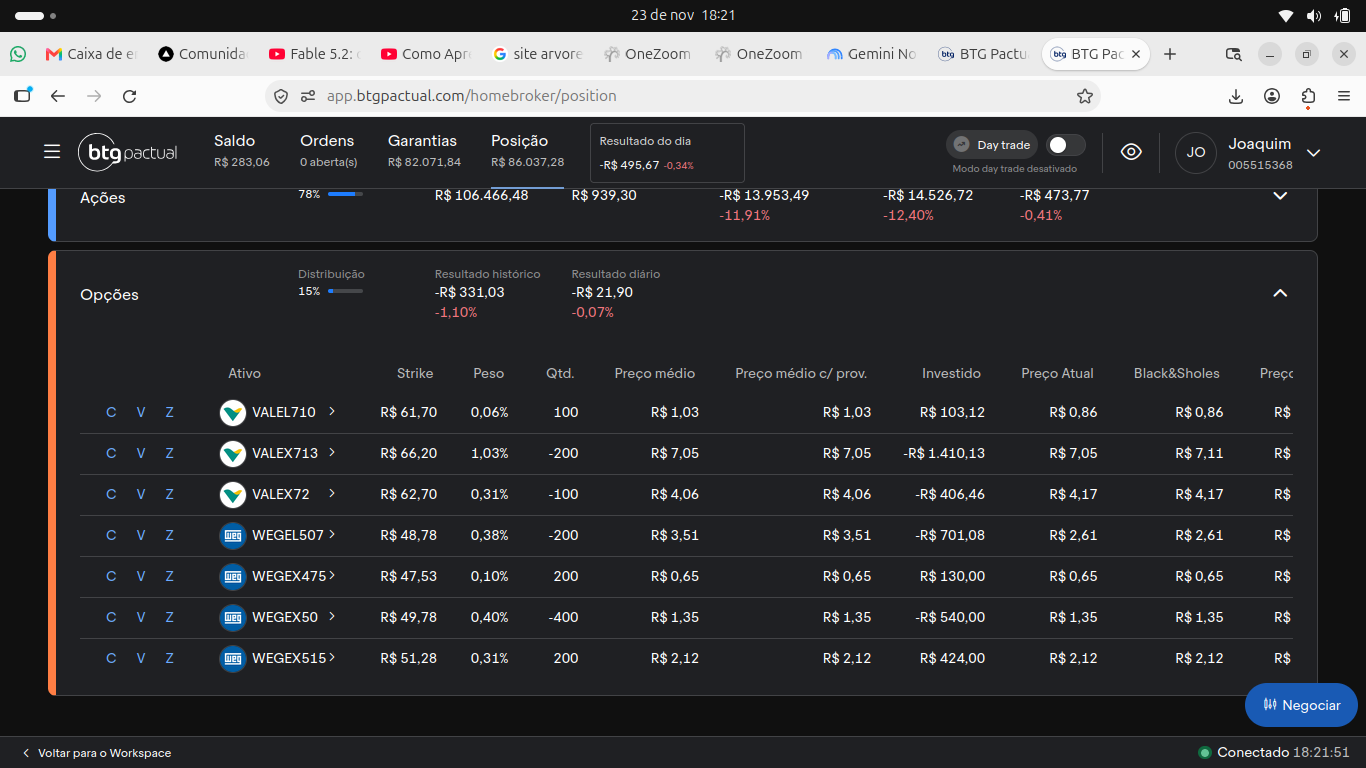 23 de nov 18:21
Caixa de e
Comunida
Fable 5.2:
Como Apr
site arvore
OneZoom
OneZoom
Gemini No
BTG Pactu
BTG Pac
app.btgpactual.com/homebroker/position
btg pactual
Saldo
R$ 283,06
Ordens
0 aberta(s)
Garantias
R$ 82.071,84
Posição
R$ 86.037,28
Resultado do dia
-R$ 495,67 -0,34%
Day trade
Modo day trade desativado
JO
Joaquim
005515368
Ações 78% R$ 106.466,48 R$ 939,30 -R$ 13.953,49 -R$ 14.526,72 -R$ 473,77
-11,91% -12,40% -0,41%
Distribuição Resultado histórico Resultado diário
Opções 15% -R$ 331,03 -R$ 21,90
-1,10% -0,07%
Ativo Strike Peso Qtd. Preço médio Preço médio c/ prov. Investido Preço Atual Black&Sholes Preço
C V Z VALEL710 R$ 61,70 0,06% 100 R$ 1,03 R$ 1,03 R$ 103,12 R$ 0,86 R$ 0,86 R$
C V Z VALEX713 R$ 66,20 1,03% -200 R$ 7,05 R$ 7,05 -R$ 1.410,13 R$ 7,05 R$ 7,11 R$
C V Z VALEX72 R$ 62,70 0,31% -100 R$ 4,06 R$ 4,06 -R$ 406,46 R$ 4,17 R$ 4,17 R$
C V Z weg WEGEL507 R$ 48,78 0,38% -200 R$ 3,51 R$ 3,51 -R$ 701,08 R$ 2,61 R$ 2,61 R$
C V Z weg WEGEX475 R$ 47,53 0,10% 200 R$ 0,65 R$ 0,65 R$ 130,00 R$ 0,65 R$ 0,65 R$
C V Z weg WEGEX50 R$ 49,78 0,40% -400 R$ 1,35 R$ 1,35 -R$ 540,00 R$ 1,35 R$ 1,35 R$
C V Z weg WEGEX515 R$ 51,28 0,31% 200 R$ 2,12 R$ 2,12 R$ 424,00 R$ 2,12 R$ 2,12 R$
Negociar
Voltar para o Workspace
Conectado 18:21:51